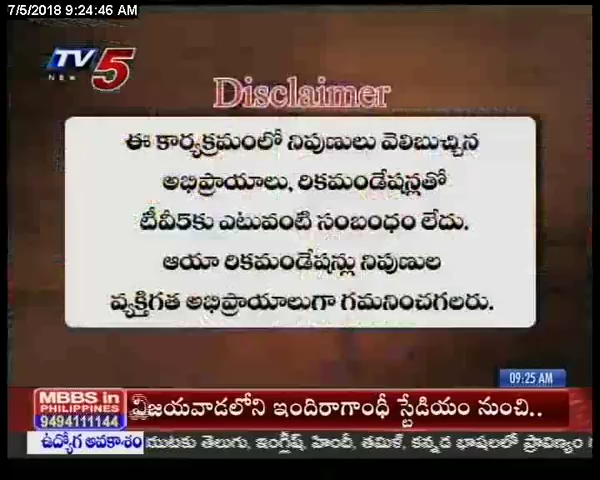 7/5/2018 9:24:46 AM
TV5
NEWS
Disclaimer
ఈ కార్యక్రమంలో నిపుణులు వెలిబుచ్చిన
అభిప్రాయాలు, రికమండేషన్లతో
టీవీ5కు ఎటువంటి సంబంధం లేదు.
ఆయా రికమండేషన్లు నిపుణుల
వ్యక్తిగత అభిప్రాయాలుగా గమనించగలరు.
09:25 AM
MBBS in
PHILIPPINES
9494111144
విజయవాడలోని ఇందిరాగాంధీ స్టేడియం నుంచి..
ఉద్యోగ అవకాశం
తెలుగు, ఇంగ్లీష్, హిందీ, తమిళ్, కన్నడ భాషలలో ప్రావీణ్యం